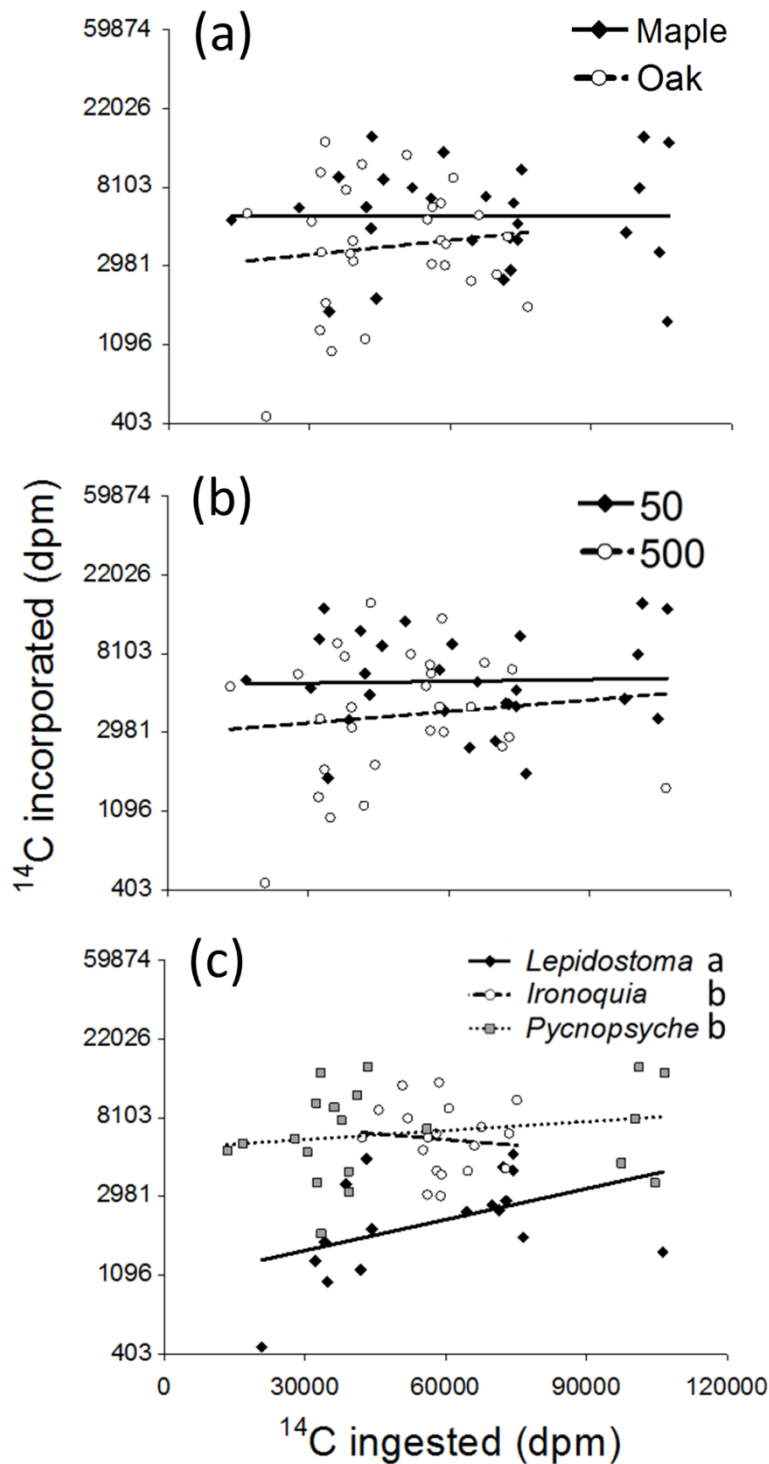 (a)
Maple
Oak
59874
22026
8103
2981
1096
403
(b)
50
500
59874
22026
8103
2981
1096
403
¹⁴C incorporated (dpm)
(c)
Lepidostoma a
Ironoquia b
Pycnopsyche b
59874
22026
8103
2981
1096
403
0 30000 60000 90000 120000
¹⁴C ingested (dpm)